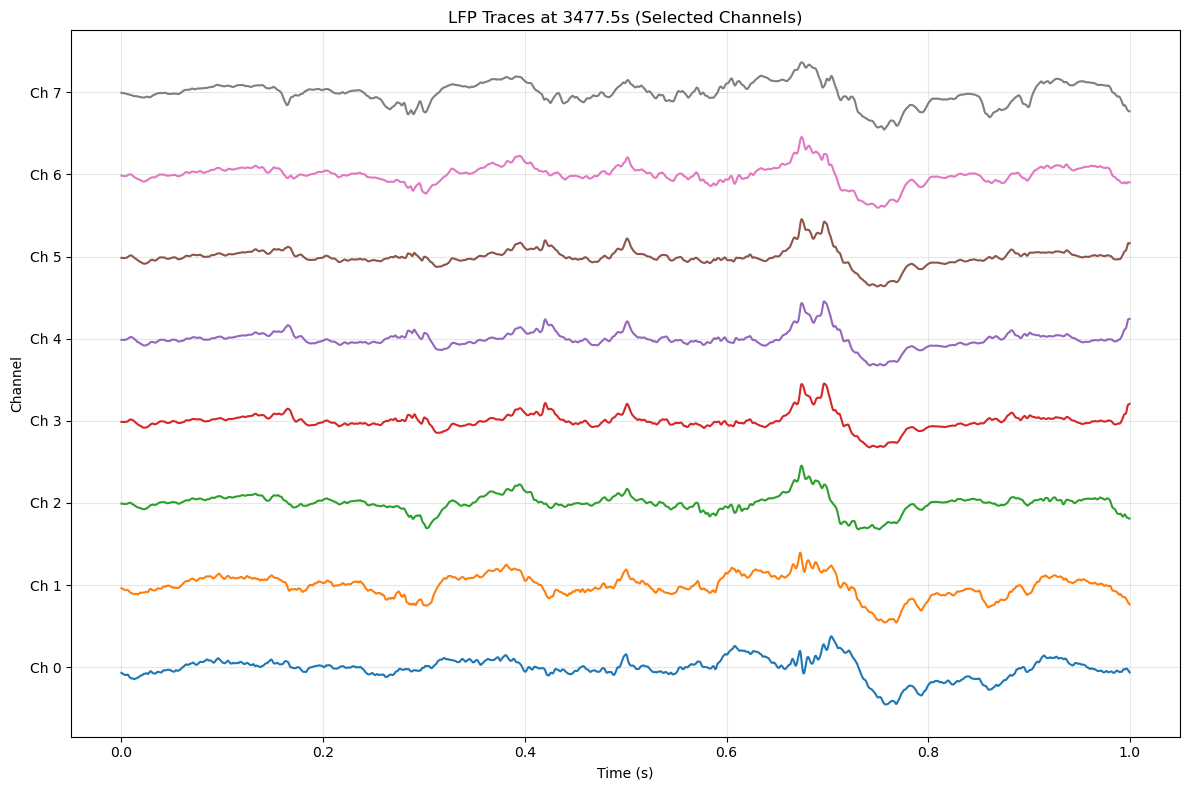 LFP Traces at 3477.5s (Selected Channels)
Ch 7
Ch 6
Ch 5
Ch 4
Ch 3
Ch 2
Ch 1
Ch 0
Channel
0.0 0.2 0.4 0.6 0.8 1.0
Time (s)